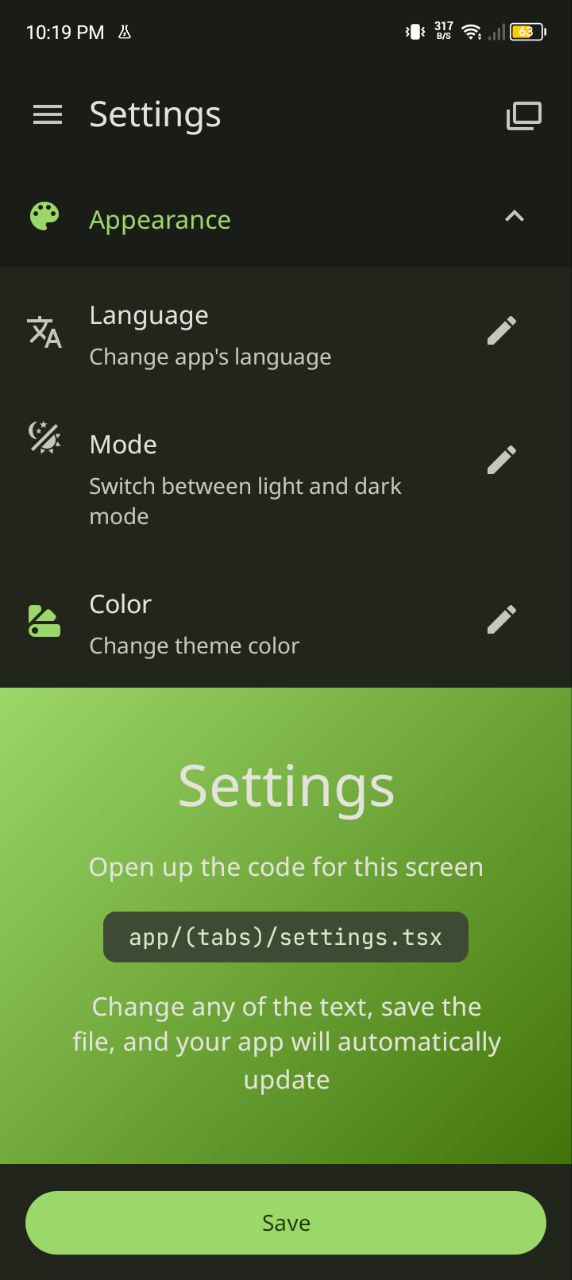 10:19 PM
317
B/S
63
Settings
Appearance
Language
Change app's language
Mode
Switch between light and dark
mode
Color
Change theme color
Settings
Open up the code for this screen
app/(tabs)/settings.tsx
Change any of the text, save the
file, and your app will automatically
update
Save